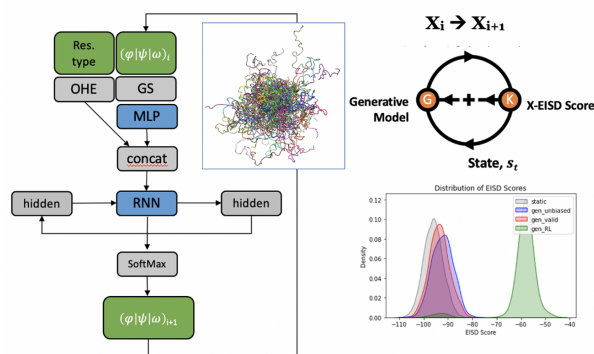 Res.
type
(φ|ψ|ω)i
OHE
GS
MLP
concat
hidden
RNN
hidden
SoftMax
(φ|ψ|ω)i+1
Xi → Xi+1
Generative
Model
G
+
K
X-EISD Score
State, st
Distribution of EISD Scores
static
gen_unbiased
gen_valid
gen_RL
Density
0.12
0.10
0.08
0.06
0.04
0.02
0.00
-110 -100 -90 -80 -70 -60 -50 -40
EISD Score